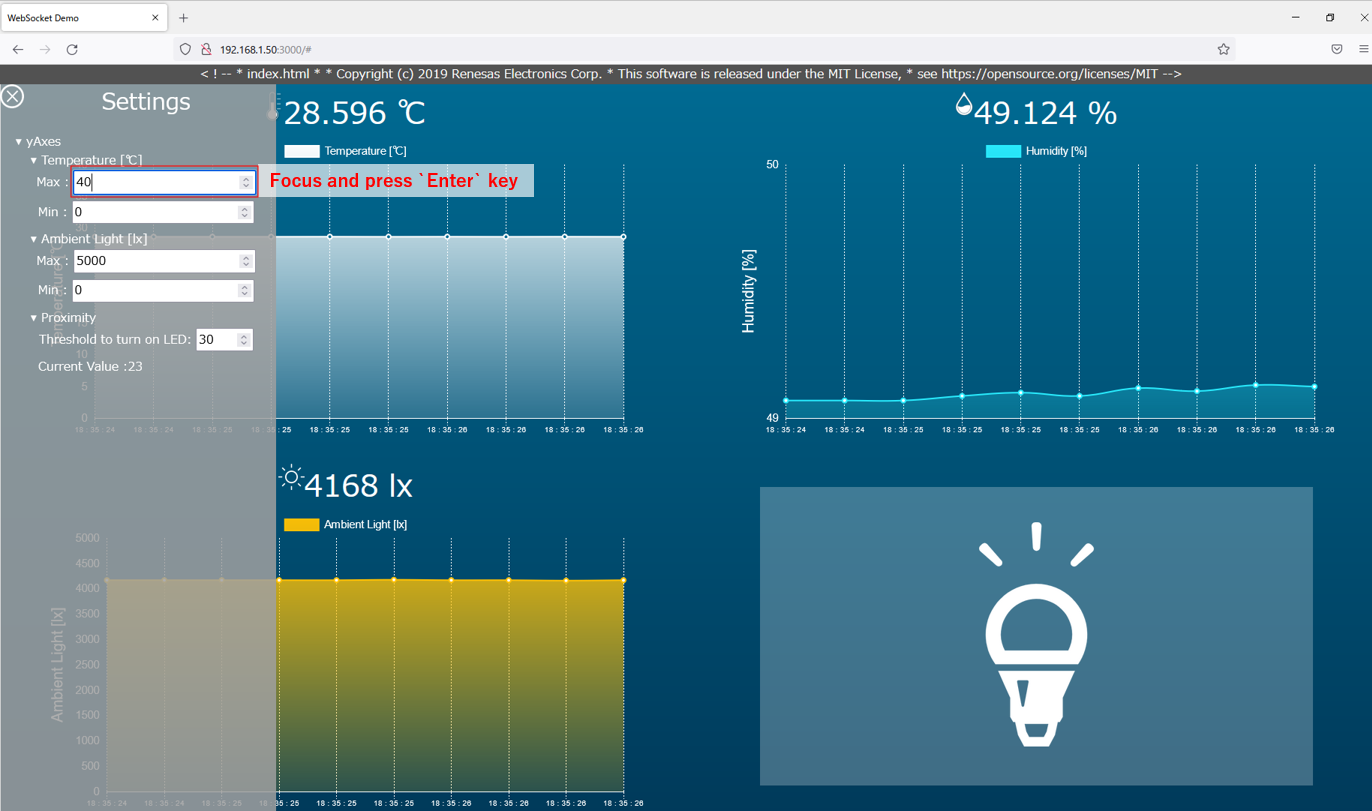 WebSocket Demo
192.168.1.50:3000/#
< ! -- * index.html * * Copyright (c) 2019 Renesas Electronics Corp. * This software is released under the MIT License, * see https://opensource.org/licenses/MIT -->
Settings
▾ yAxes
▾ Temperature [℃]
Max : 40
Focus and press `Enter` key
Min : 0
▾ Ambient Light [lx]
Max : 5000
Min : 0
▾ Proximity
Threshold to turn on LED: 30
Current Value :23
28.596 ℃
Temperature [℃]
30
10
5
0
18 : 35 : 24 18 : 35 : 24 18 : 35 : 25 18 : 35 : 25 18 : 35 : 25 18 : 35 : 25 18 : 35 : 26 18 : 35 : 26 18 : 35 : 26 18 : 35 : 26
49.124 %
Humidity [%]
50
Humidity [%]
49
18 : 35 : 24 18 : 35 : 24 18 : 35 : 25 18 : 35 : 25 18 : 35 : 25 18 : 35 : 25 18 : 35 : 26 18 : 35 : 26 18 : 35 : 26 18 : 35 : 26
4168 lx
Ambient Light [lx]
5000
4500
4000
3500
3000
2500
2000
1500
1000
500
0
Ambient Light [lx]
18 : 35 : 24 18 : 35 : 24 18 : 35 : 25 18 : 35 : 25 18 : 35 : 25 18 : 35 : 25 18 : 35 : 26 18 : 35 : 26 18 : 35 : 26 18 : 35 : 26